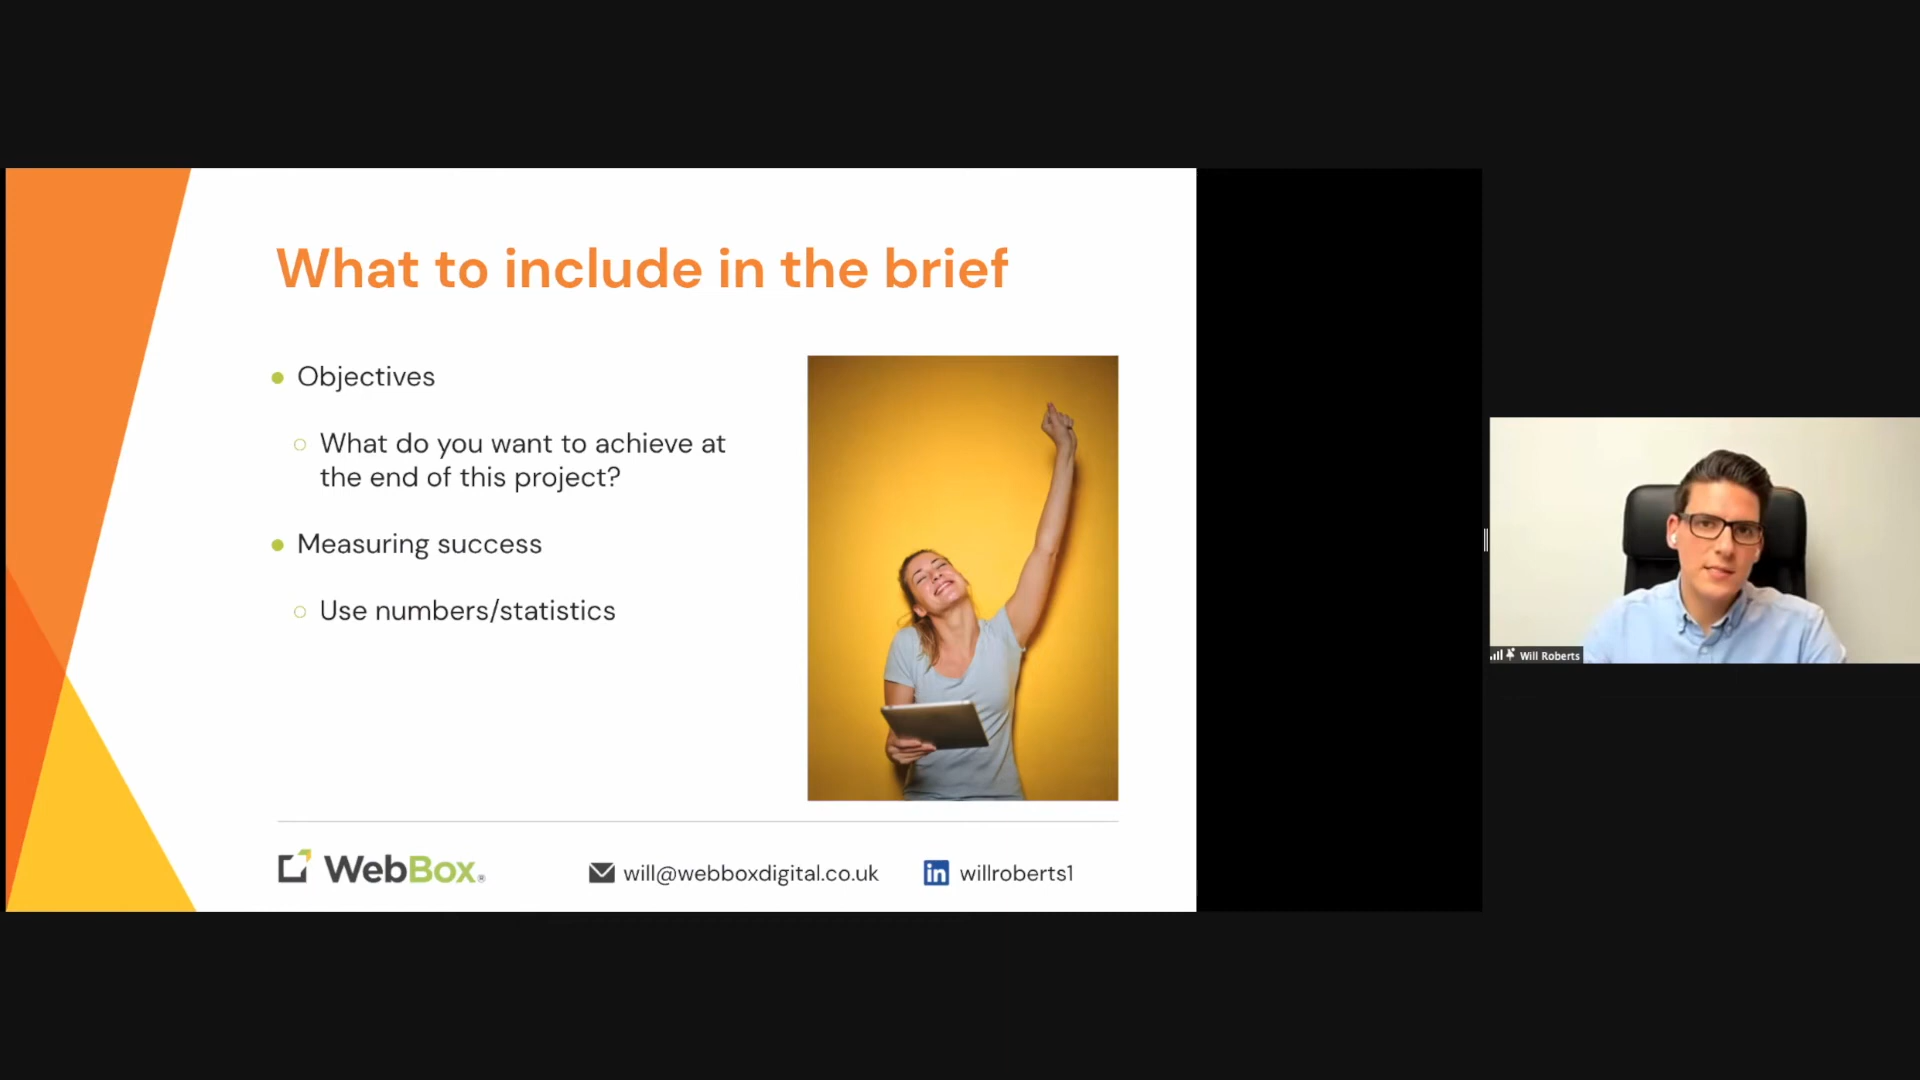 What to include in the brief
Objectives
What do you want to achieve at
the end of this project?
Measuring success
Use numbers/statistics
WebBox®
will@webboxdigital.co.uk
in willroberts1
Will Roberts